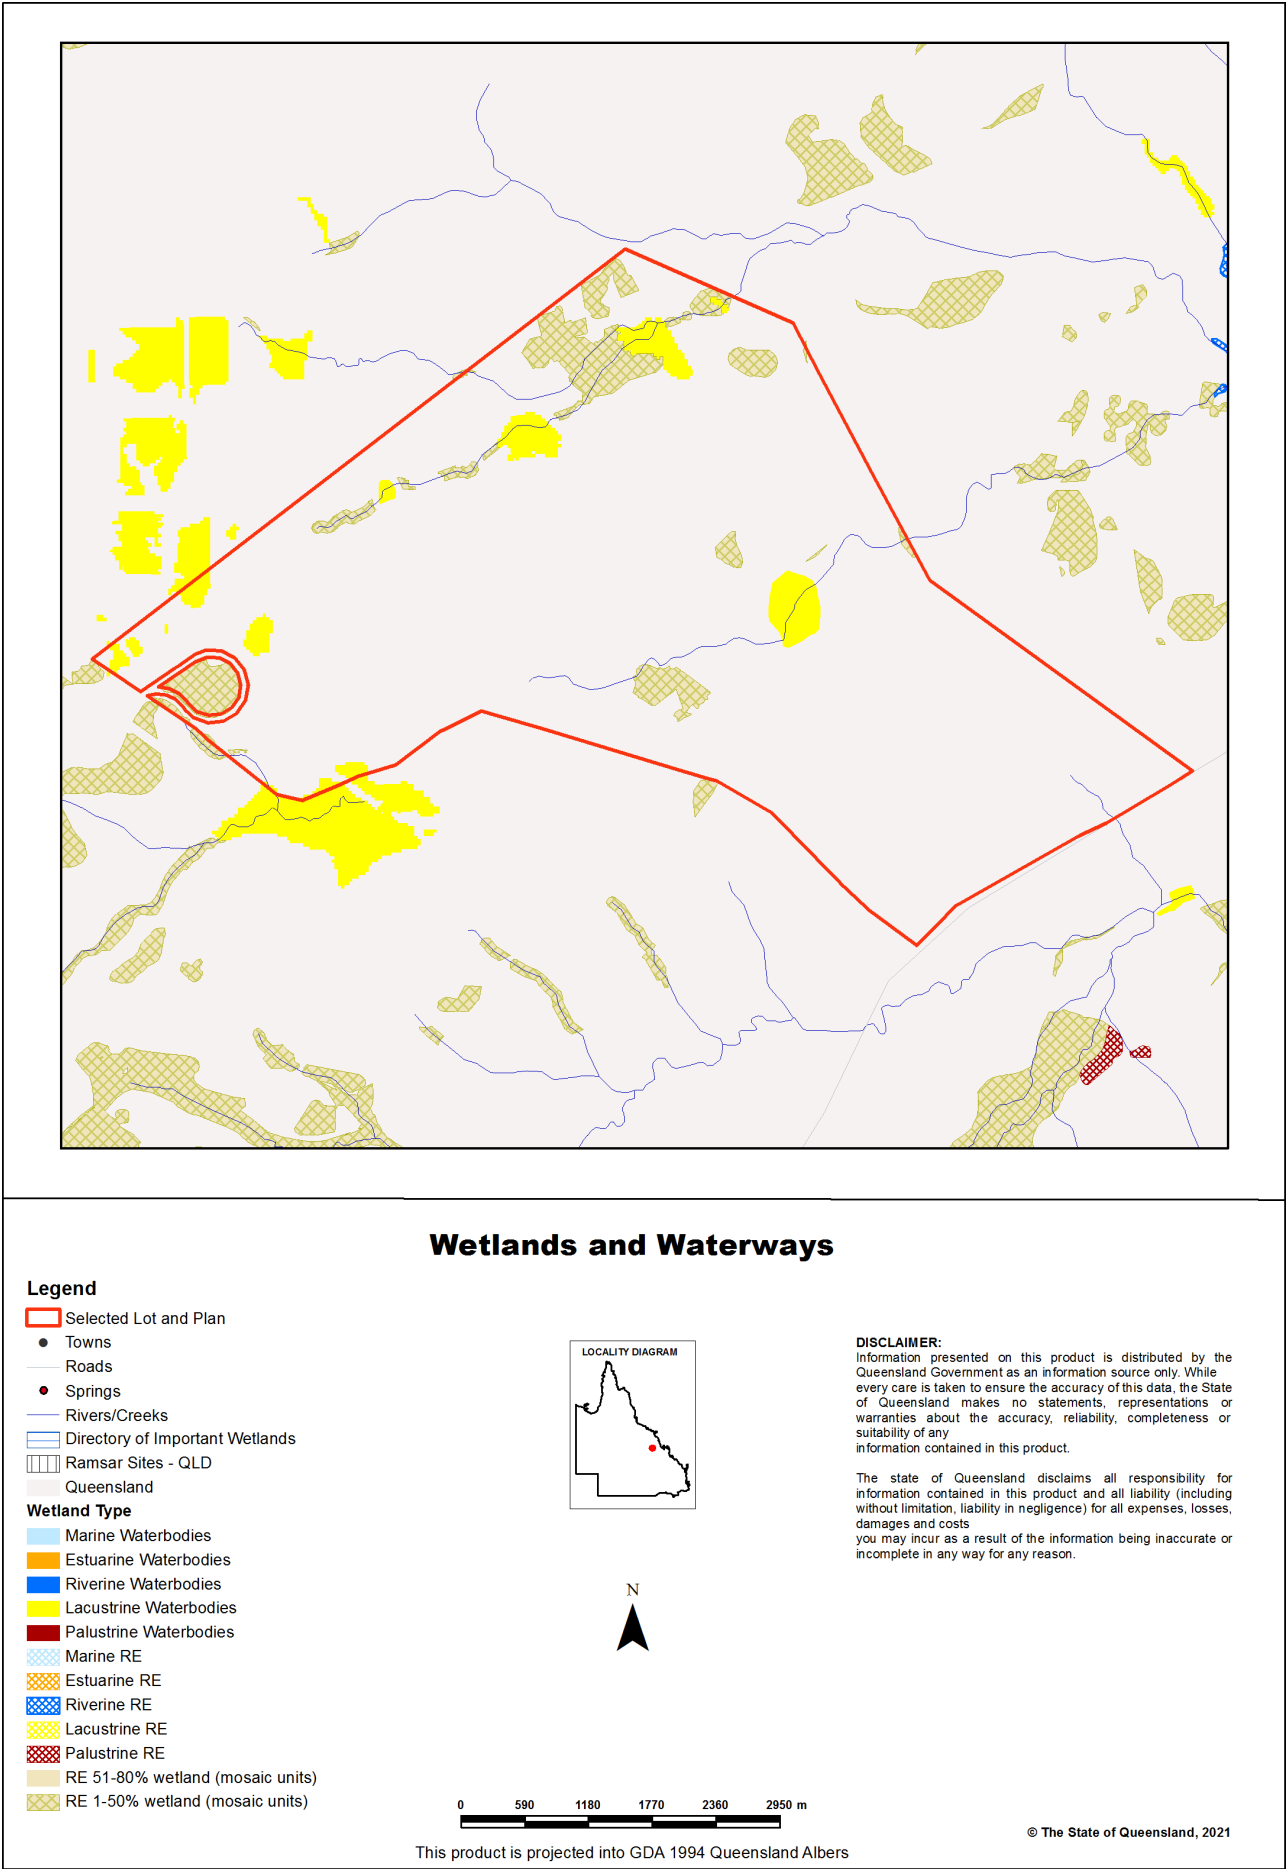 Wetlands and Waterways
Legend
Selected Lot and Plan
Towns
Roads
Springs
Rivers/Creeks
Directory of Important Wetlands
Ramsar Sites - QLD
Queensland
Wetland Type
Marine Waterbodies
Estuarine Waterbodies
Riverine Waterbodies
Lacustrine Waterbodies
Palustrine Waterbodies
Marine RE
Estuarine RE
Riverine RE
Lacustrine RE
Palustrine RE
RE 51-80% wetland (mosaic units)
RE 1-50% wetland (mosaic units)
LOCALITY DIAGRAM
N
0 590 1180 1770 2360 2950 m
This product is projected into GDA 1994 Queensland Albers
DISCLAIMER:
Information presented on this product is distributed by the
Queensland Government as an information source only. While
every care is taken to ensure the accuracy of this data, the State
of Queensland makes no statements, representations or
warranties about the accuracy, reliability, completeness or
suitability of any
information contained in this product.
The state of Queensland disclaims all responsibility for
information contained in this product and all liability (including
without limitation, liability in negligence) for all expenses, losses,
damages and costs
you may incur as a result of the information being inaccurate or
incomplete in any way for any reason.
© The State of Queensland, 2021